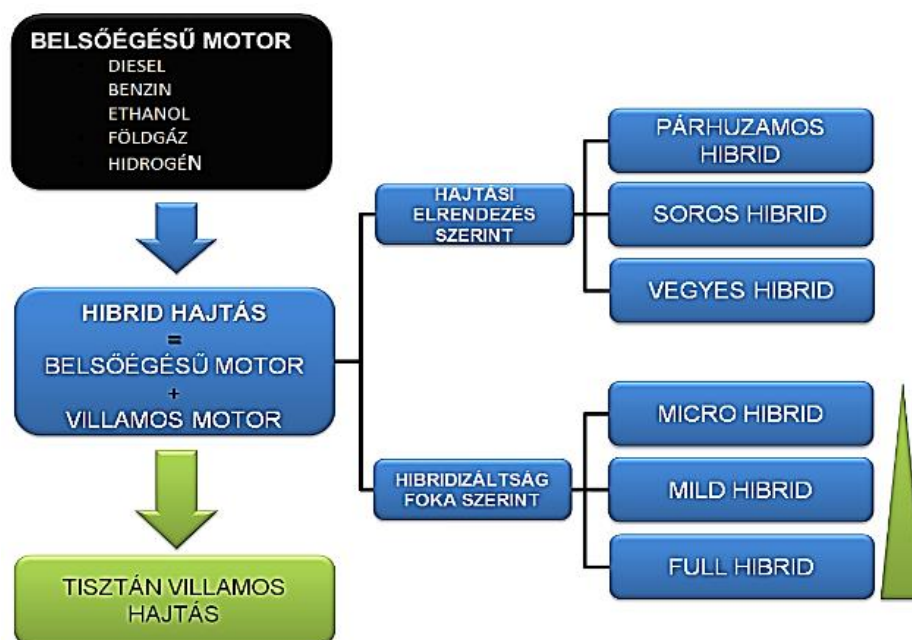 BELSŐÉGÉSŰ MOTOR
DIESEL
BENZIN
ETHANOL
FÖLDGÁZ
HIDROGÉN
HIBRID HAJTÁS
=
BELSŐÉGÉSŰ MOTOR
+
VILLAMOS MOTOR
TISZTÁN VILLAMOS
HAJTÁS
HAJTÁSI
ELRENDEZÉS
SZERINT
PÁRHUZAMOS
HIBRID
SOROS HIBRID
VEGYES HIBRID
HIBRIDIZÁLTSÁG
FOKA SZERINT
MICRO HIBRID
MILD HIBRID
FULL HIBRID